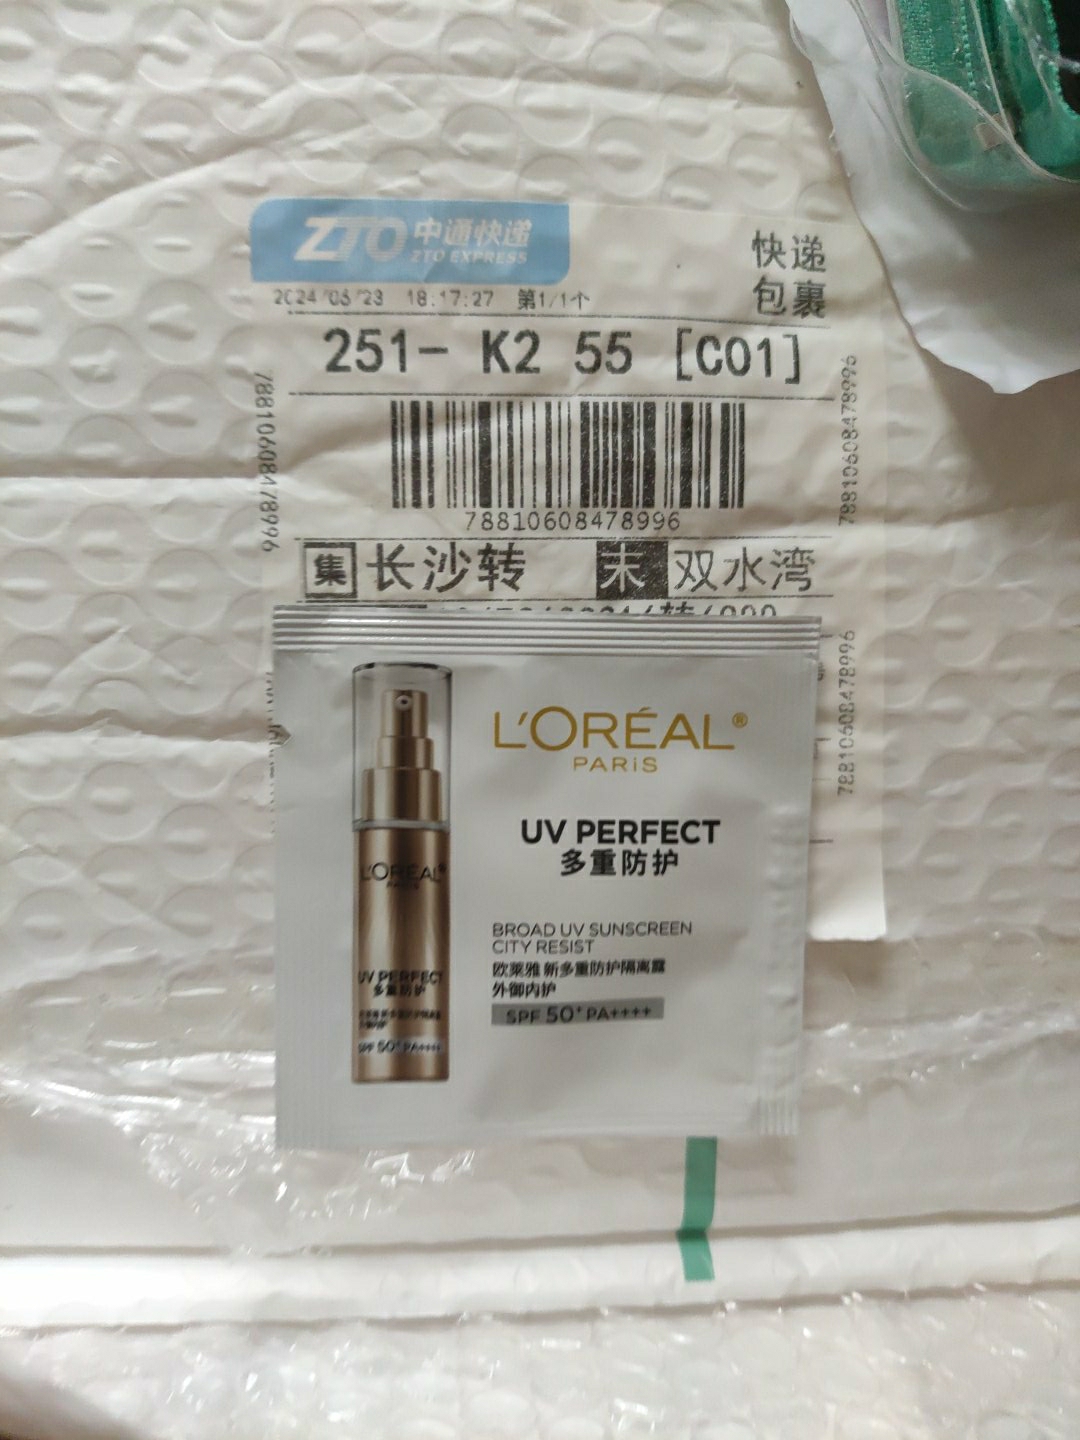 ZTO 中通快递
ZTO EXPRESS
快递
包裹
18:17:27 第1/1个
251- K2 55 [C01]
78810608478996
78810608478996
78810608478996
集 长沙转 末 双水湾
78810608478996
L'ORÉAL®
PARIS
UV PERFECT
多重防护
BROAD UV SUNSCREEN
CITY RESIST
欧莱雅 新多重防护隔离露
外御内护
SPF 50+ PA++++
L'ORÉAL
PARIS
UV PERFECT
多重防护
SPF 50+ PA++++